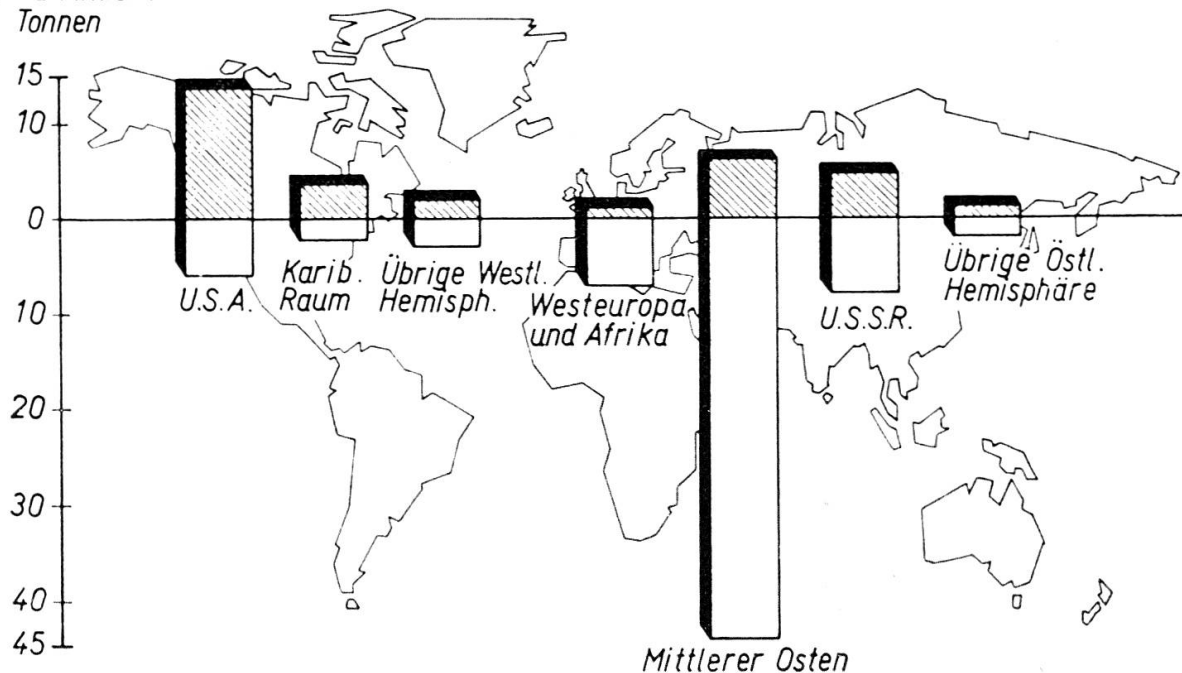 Tonnen
15
10
0
10
20
30
40
45
U.S.A.
Karib.
Raum
Übrige Westl.
Hemisph.
Westeuropa
und Afrika
Mittlerer Osten
U.S.S.R.
Übrige Östl.
Hemisphäre